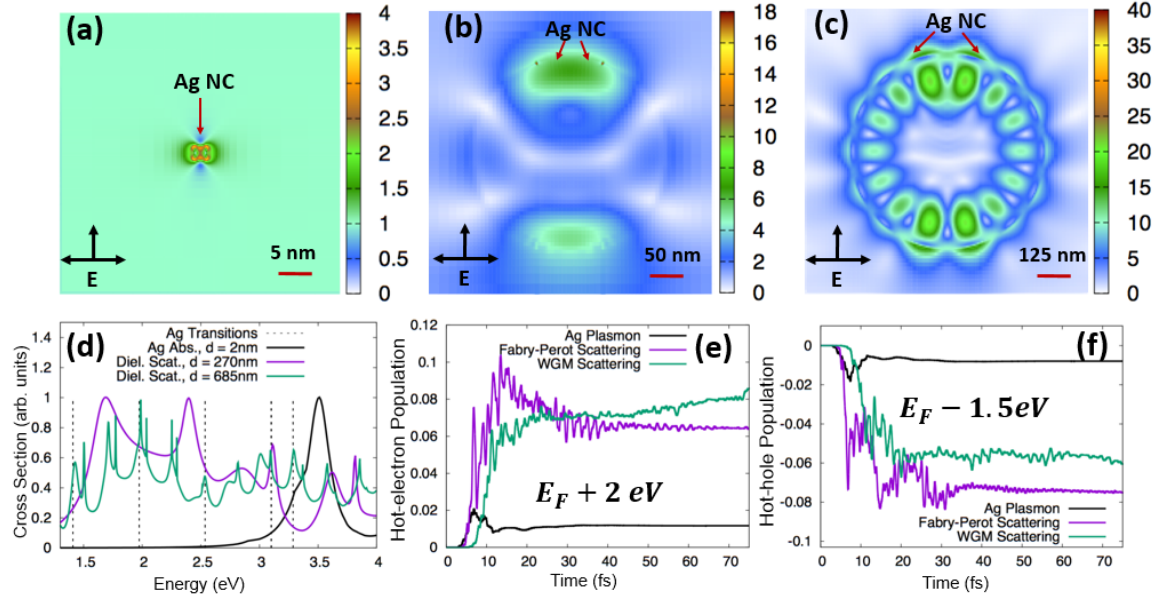 (a)
Ag NC
E
5 nm
4
3.5
3
2.5
2
1.5
1
0.5
0
(b)
Ag NC
E
50 nm
18
16
14
12
10
8
6
4
2
0
(c)
Ag NC
E
125 nm
40
35
30
25
20
15
10
5
0
(d)
Ag Transitions
Ag Abs., d = 2nm
Diel. Scat., d = 270nm
Diel. Scat., d = 685nm
Cross Section (arb. units)
1.4
1.2
1
0.8
0.6
0.4
0.2
0
1.5 2 2.5 3 3.5 4
Energy (eV)
(e)
Ag Plasmon
Fabry-Perot Scattering
WGM Scattering
E_F + 2 eV
Hot-electron Population
0.12
0.1
0.08
0.06
0.04
0.02
0
0 10 20 30 40 50 60 70
Time (fs)
(f)
E_F − 1.5eV
Ag Plasmon
Fabry-Perot Scattering
WGM Scattering
Hot-hole Population
0
-0.02
-0.04
-0.06
-0.08
-0.1
0 10 20 30 40 50 60 70
Time (fs)